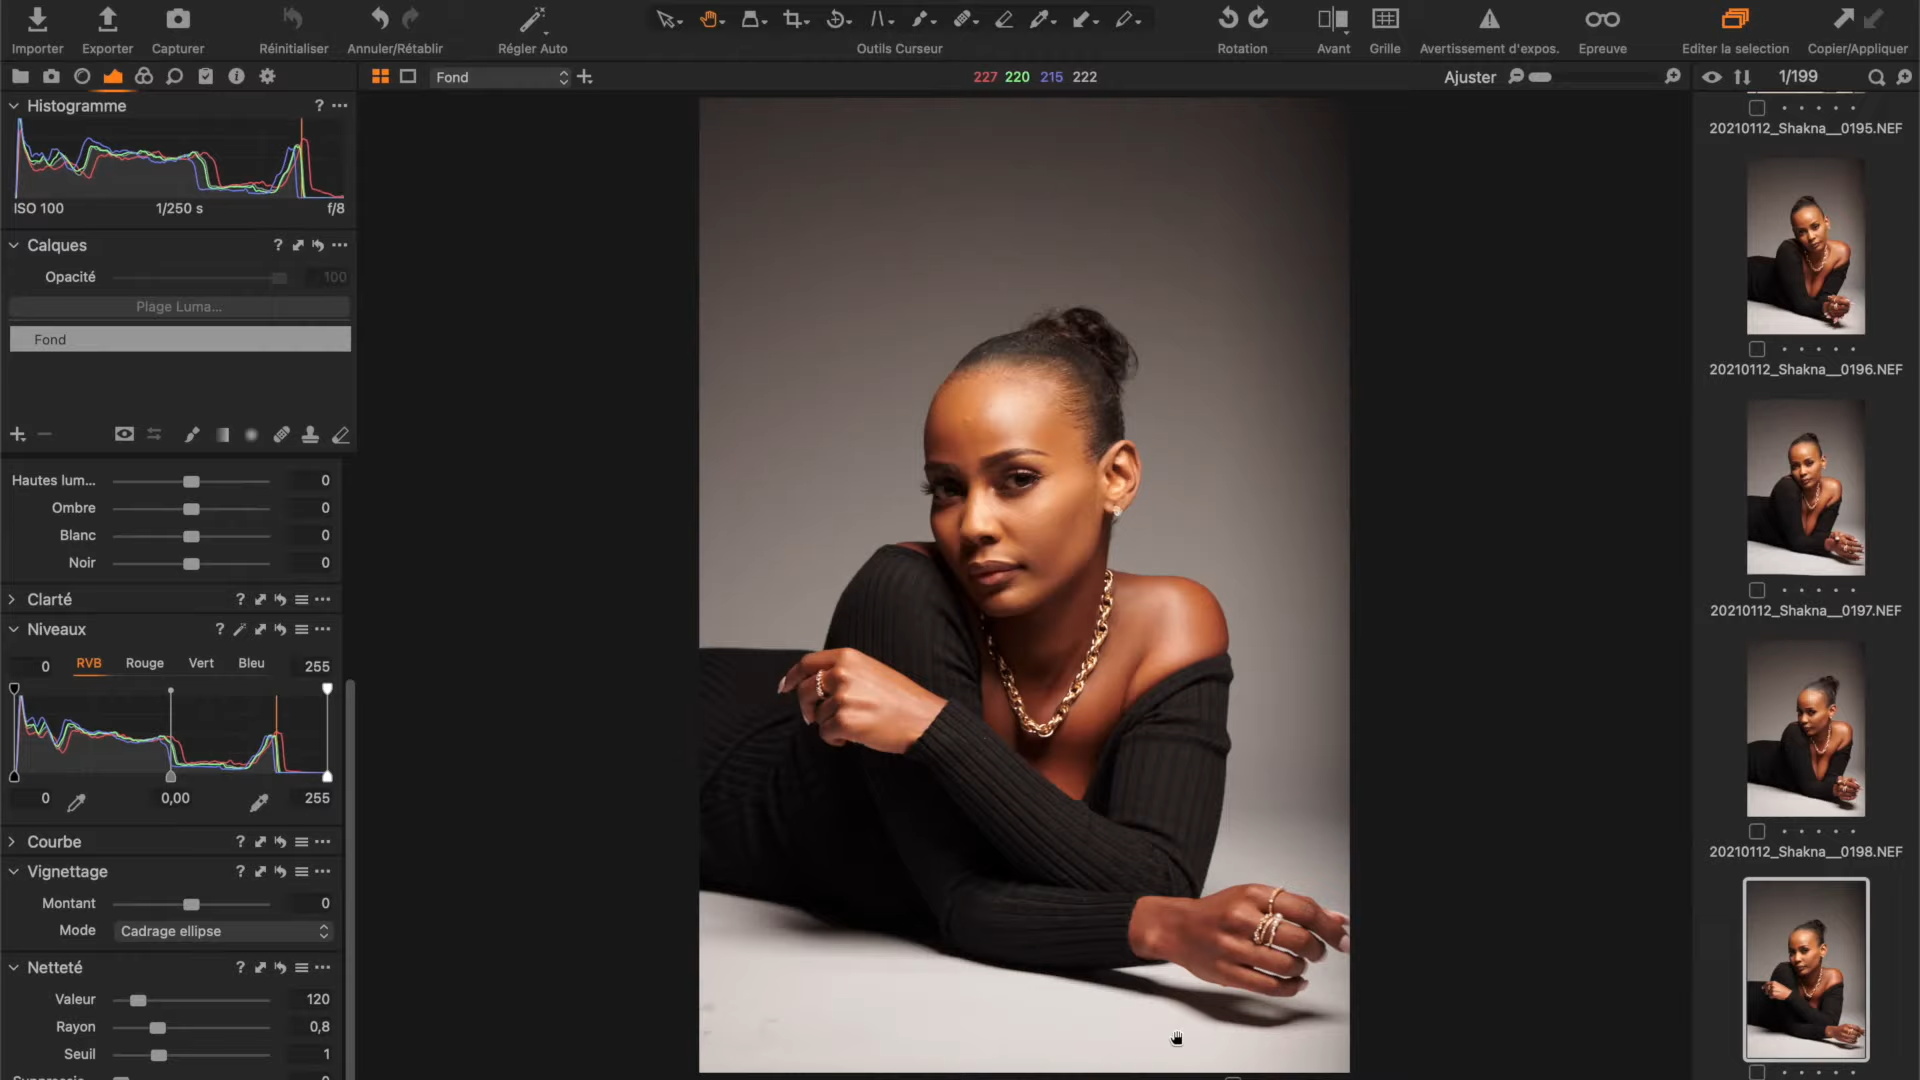 Importer Exporter Capturer Réinitialiser Annuler/Rétablir Régler Auto Outils Curseur Rotation Avant Grille Avertissement d'expos. Epreuve Editer la selection Copier/Appliquer
Fond 227 220 215 222 Ajuster 1/199
Histogramme ?
ISO 100 1/250 s f/8
Calques ?
Opacité 100
Plage Luma...
Fond
Hautes lum... 0
Ombre 0
Blanc 0
Noir 0
Clarté ?
Niveaux ?
0 RVB Rouge Vert Bleu 255
0 0,00 255
Courbe ?
Vignettage ?
Montant 0
Mode Cadrage ellipse
Netteté ?
Valeur 120
Rayon 0,8
Seuil 1
20210112_Shakna__0195.NEF
20210112_Shakna__0196.NEF
20210112_Shakna__0197.NEF
20210112_Shakna__0198.NEF